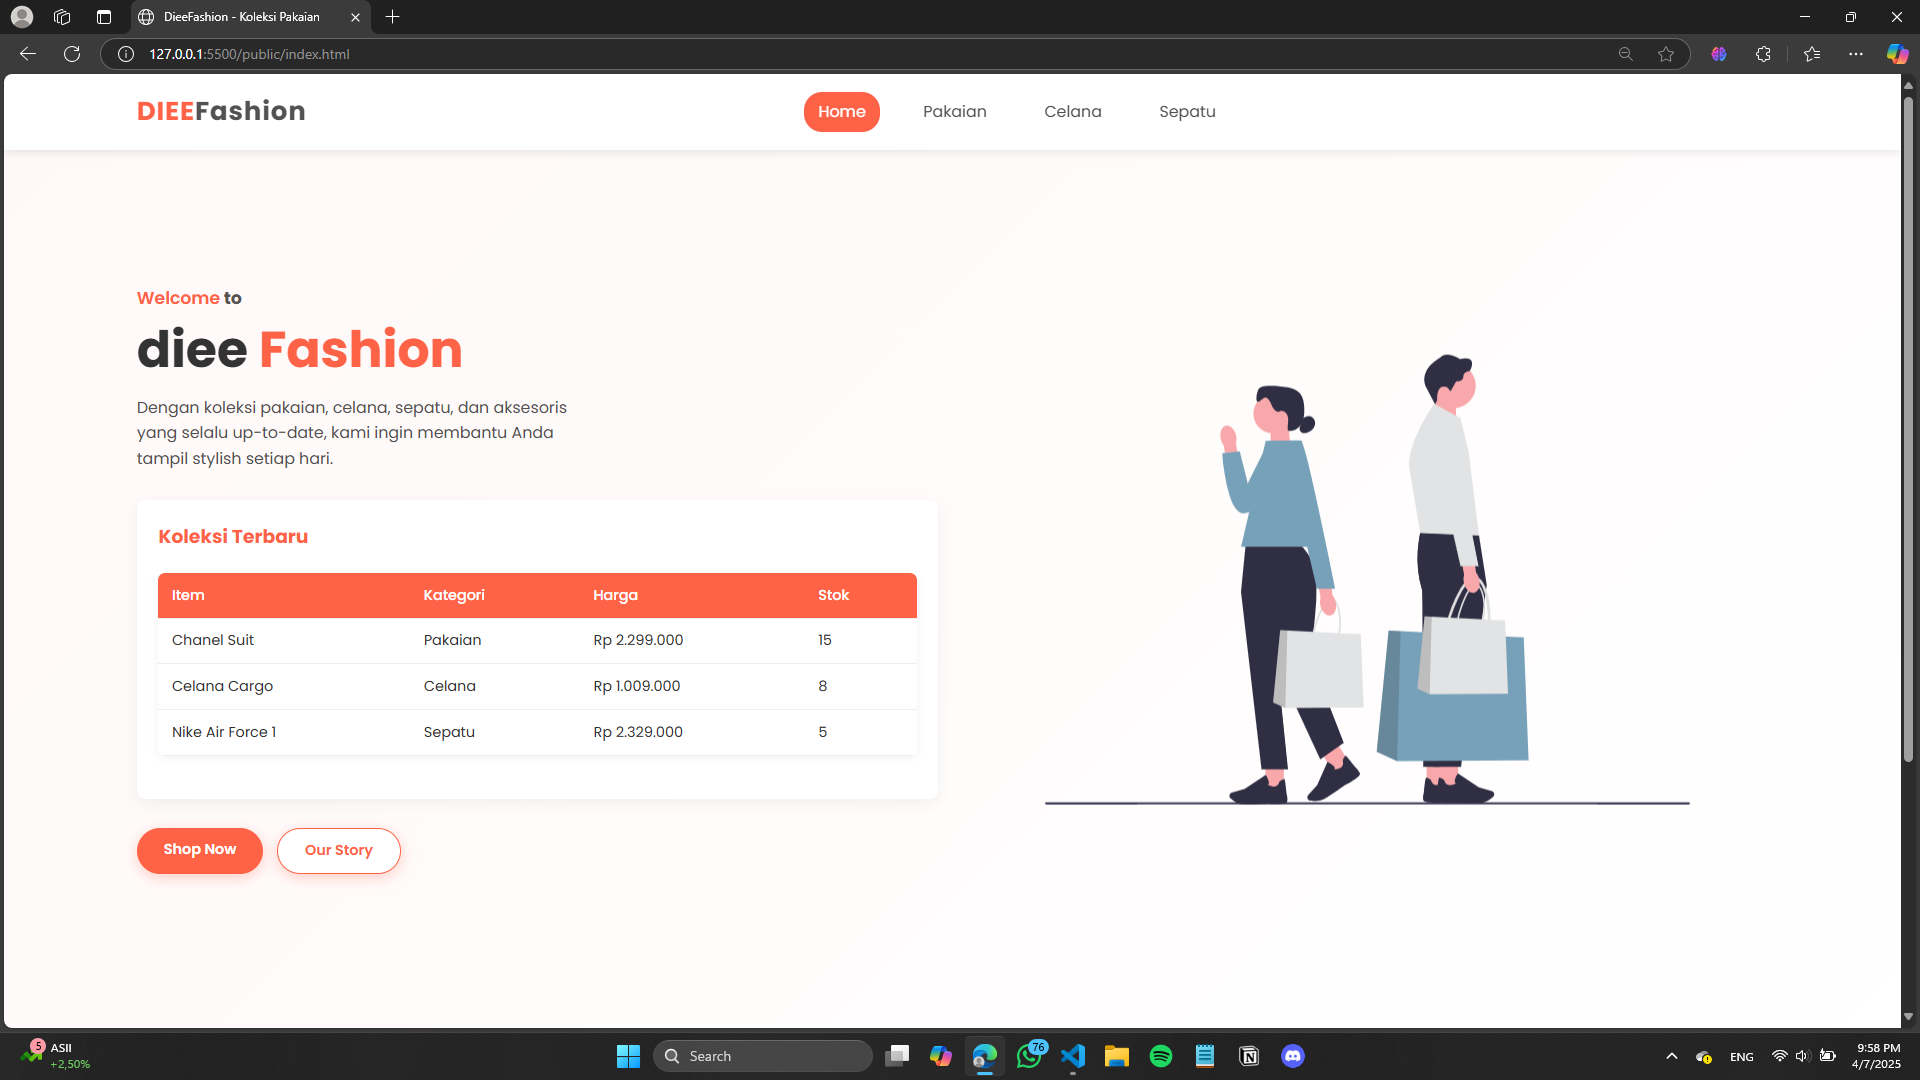 DieeFashion - Koleksi Pakaian
127.0.0.1:5500/public/index.html
DIEEFashion
Home Pakaian Celana Sepatu
Welcome to
diee Fashion
Dengan koleksi pakaian, celana, sepatu, dan aksesoris
yang selalu up-to-date, kami ingin membantu Anda
tampil stylish setiap hari.
Koleksi Terbaru
Item Kategori Harga Stok
Chanel Suit Pakaian Rp 2.299.000 15
Celana Cargo Celana Rp 1.009.000 8
Nike Air Force 1 Sepatu Rp 2.329.000 5
Shop Now Our Story
5
ASII
+2,50%
Search
76
ENG
9:58 PM
4/7/2025